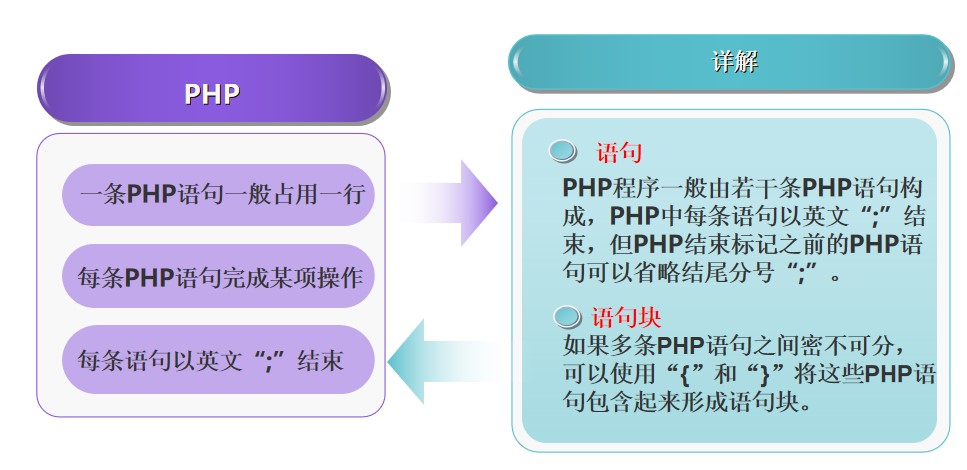 PHP
一条PHP语句一般占用一行
每条PHP语句完成某项操作
每条语句以英文“;”结束
详解
语句
PHP程序一般由若干条PHP语句构
成，PHP中每条语句以英文“;”结
束，但PHP结束标记之前的PHP语
句可以省略结尾分号“;”。
语句块
如果多条PHP语句之间密不可分，
可以使用“{”和“}”将这些PHP语
句包含起来形成语句块。